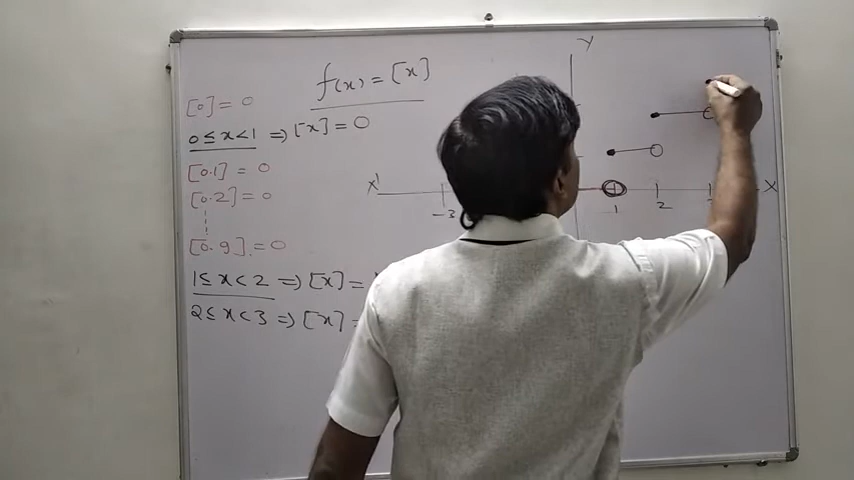 f(x) = [x]
[0] = 0
0 ≤ x < 1 ⇒ [x] = 0
[0.1] = 0
[0.2] = 0
[0.9] = 0
1 ≤ x < 2 ⇒ [x] =
2 ≤ x < 3 ⇒ [x] =
Y
X'
X
-3
1
2